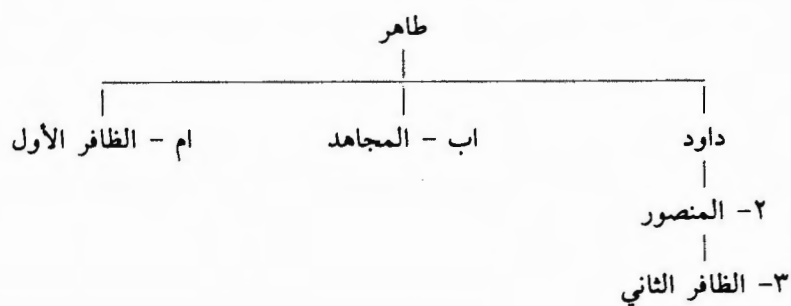 طاهر
داود
اب - المجاهد
ام - الظافر الأول
٢- المنصور
٣- الظافر الثاني